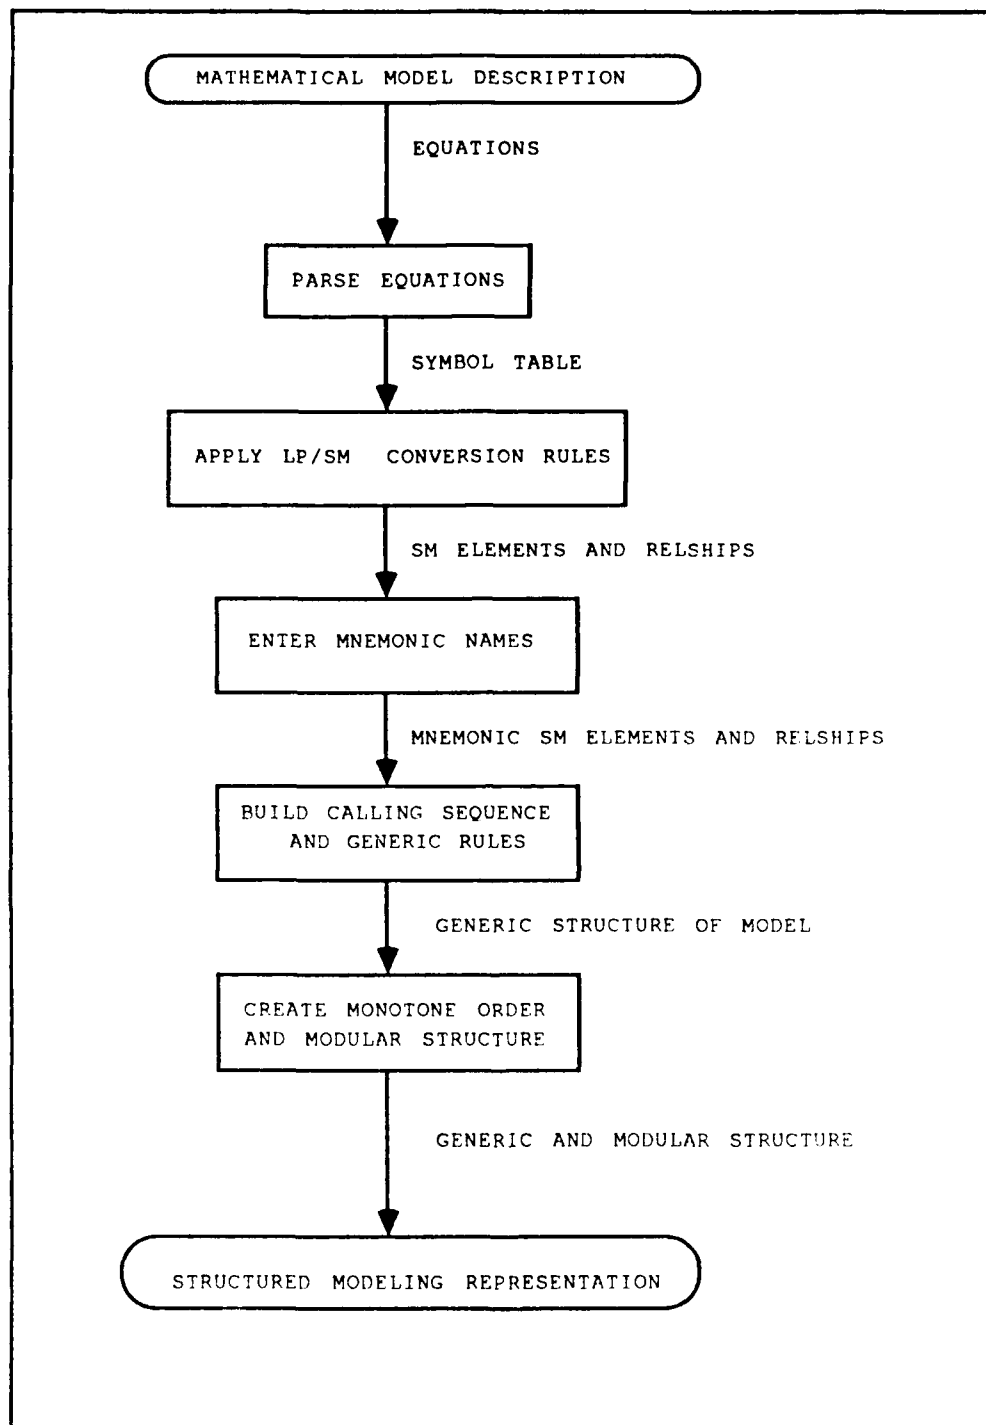 MATHEMATICAL MODEL DESCRIPTION
EQUATIONS
PARSE EQUATIONS
SYMBOL TABLE
APPLY LP/SM CONVERSION RULES
SM ELEMENTS AND RELSHIPS
ENTER MNEMONIC NAMES
MNEMONIC SM ELEMENTS AND RELSHIPS
BUILD CALLING SEQUENCE
AND GENERIC RULES
GENERIC STRUCTURE OF MODEL
CREATE MONOTONE ORDER
AND MODULAR STRUCTURE
GENERIC AND MODULAR STRUCTURE
STRUCTURED MODELING REPRESENTATION